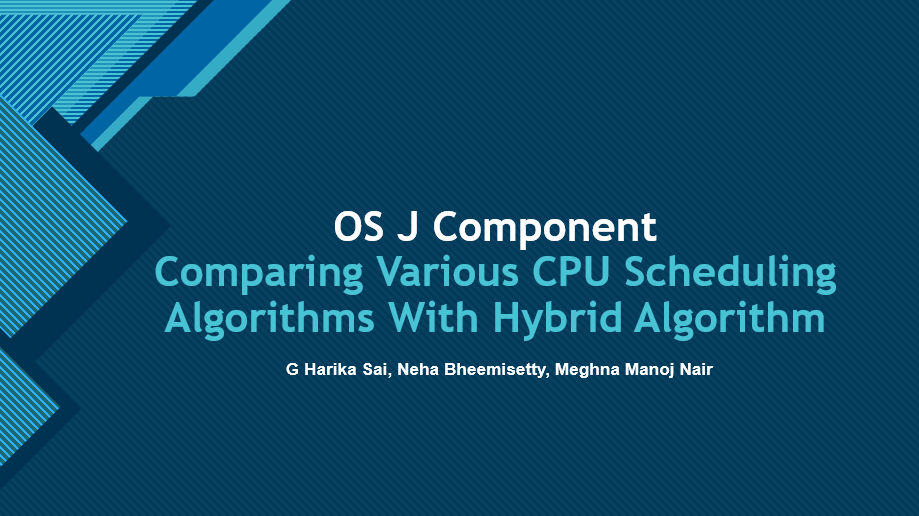 OS J Component
Comparing Various CPU Scheduling
Algorithms With Hybrid Algorithm
G Harika Sai, Neha Bheemisetty, Meghna Manoj Nair